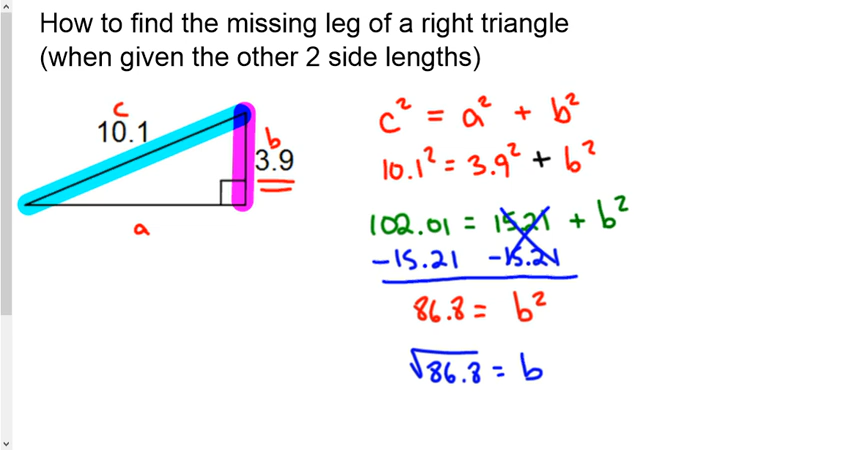 How to find the missing leg of a right triangle
(when given the other 2 side lengths)
c
10.1
b
3.9
a
c² = a² + b²
10.1² = 3.9² + b²
102.01 = 15.21 + b²
-15.21 -15.21
86.8 = b²
√86.8 = b